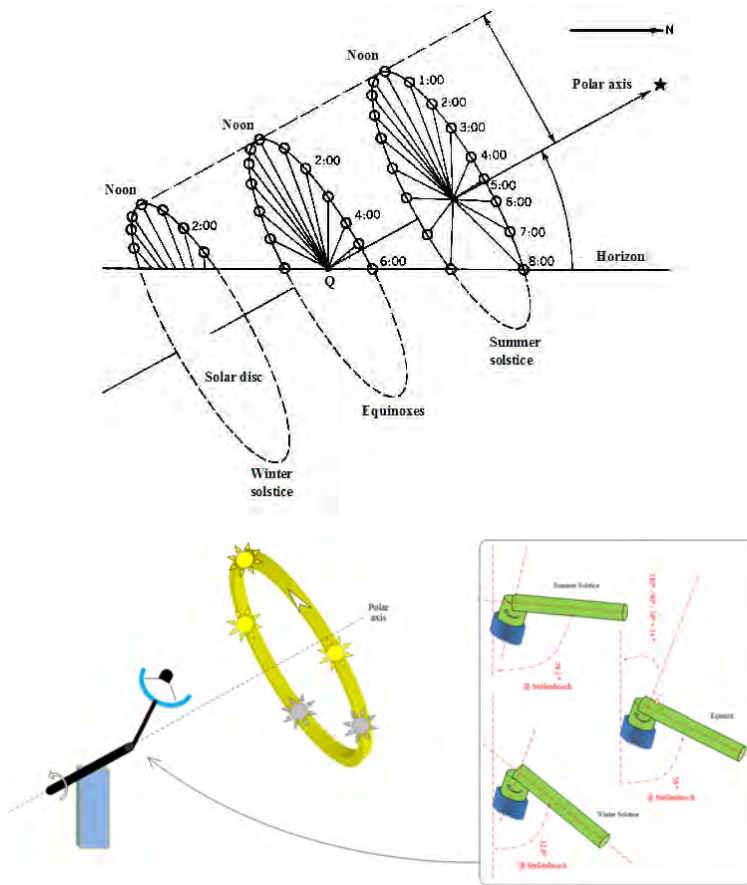 N
Noon
1:00
2:00
3:00
4:00
5:00
6:00
7:00
8:00
Polar axis
Noon
2:00
4:00
6:00
Noon
2:00
Horizon
Q
Summer
solstice
Solar disc
Equinoxes
Winter
solstice
Polar
axis
Summer Solstice
@ Stellenbosch
Equinox
@ Stellenbosch
Winter Solstice
32.6°
@ Stellenbosch